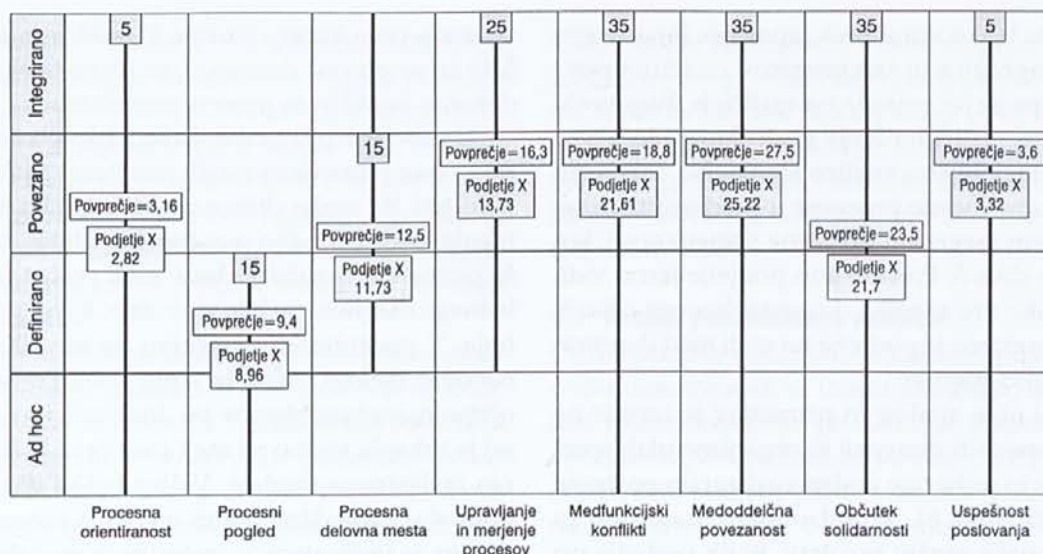 Integrirano
Povezano
Definirano
Ad hoc
5
25
35
35
35
5
15
15
Povprečje=3,16
Podjetje X
2,82
Povprečje=9,4
Podjetje X
8,96
Povprečje=12,5
Podjetje X
11,73
Povprečje=16,3
Podjetje X
13,73
Povprečje=18,8
Podjetje X
21,61
Povprečje=27,5
Podjetje X
25,22
Povprečje=23,5
Podjetje X
21,7
Povprečje=3,6
Podjetje X
3,32
Procesna
orientiranost
Procesni
pogled
Procesna
delovna mesta
Upravljanje
in merjenje
procesov
Medfunkcijski
konflikti
Medoddelčna
povezanost
Občutek
solidarnosti
Uspešnost
poslovanja